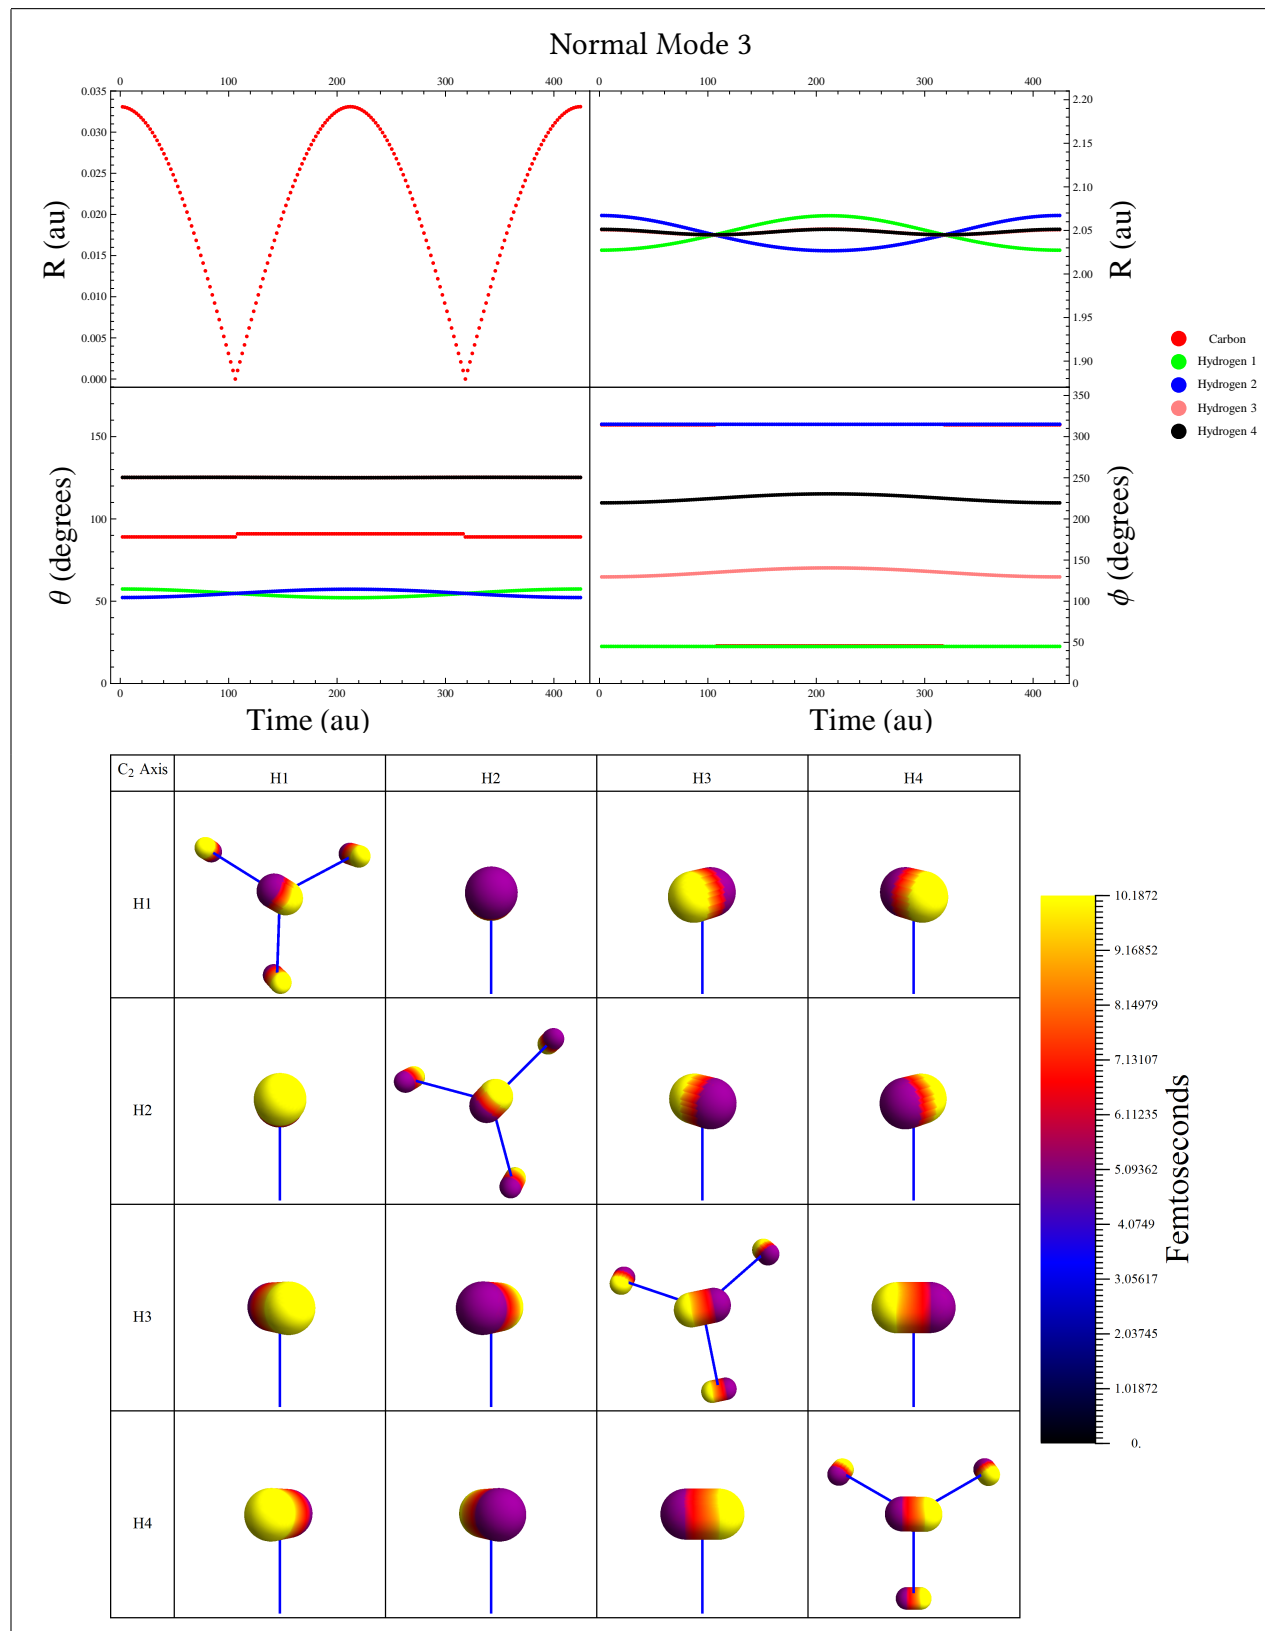 Normal Mode 3
0 100 200 300 400
0 100 200 300 400
0.035
0.030
0.025
0.020
0.015
0.010
0.005
0.000
R (au)
2.20
2.15
2.10
2.05
2.00
1.95
1.90
R (au)
Carbon
Hydrogen 1
Hydrogen 2
Hydrogen 3
Hydrogen 4
150
100
50
0
θ (degrees)
350
300
250
200
150
100
50
0
ϕ (degrees)
0 100 200 300 400
0 100 200 300 400
Time (au)
Time (au)
C₂ Axis H1 H2 H3 H4
H1
H2
H3
H4
10.1872
9.16852
8.14979
7.13107
6.11235
5.09362
4.0749
3.05617
2.03745
1.01872
0.
Femtoseconds